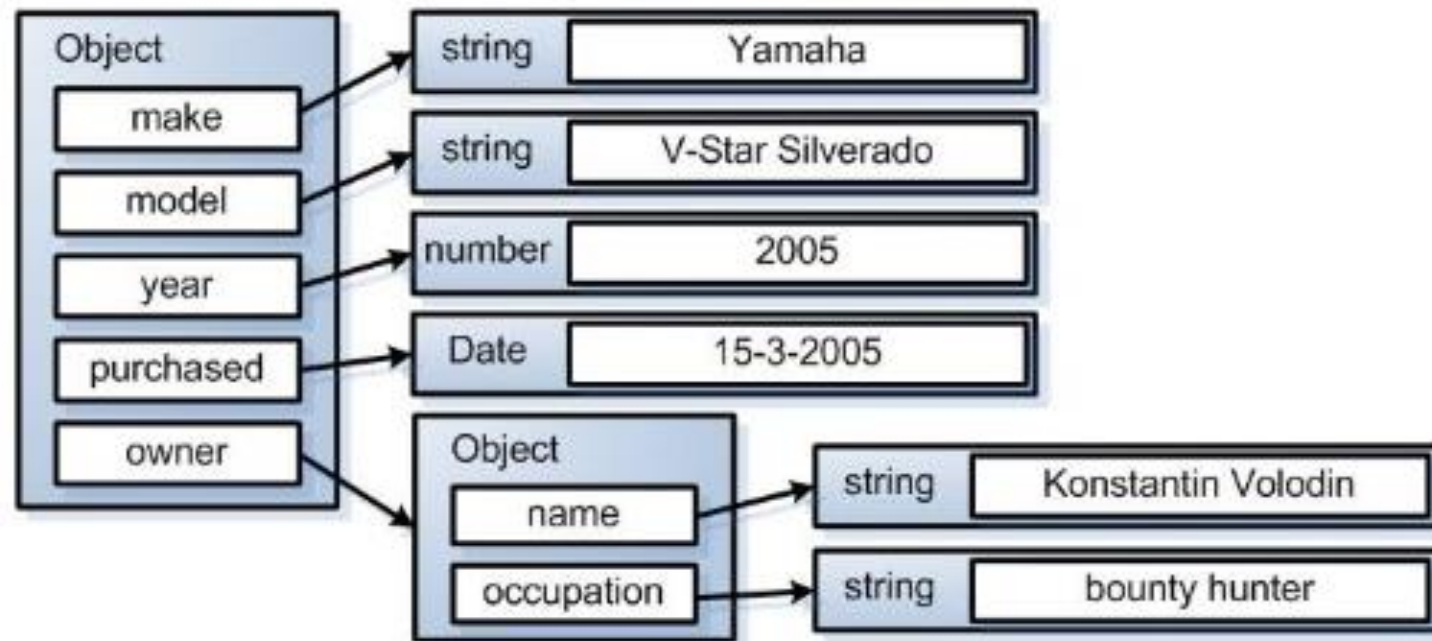 Object
make
string
Yamaha
model
string
V-Star Silverado
year
number
2005
purchased
Date
15-3-2005
owner
Object
name
string
Konstantin Volodin
occupation
string
bounty hunter